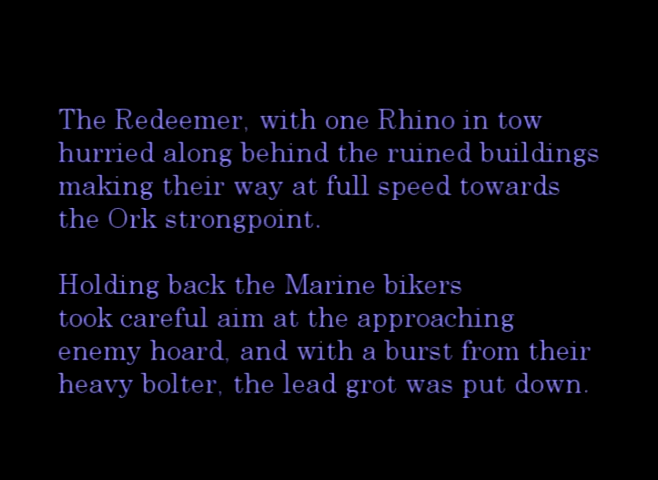 The Redeemer, with one Rhino in tow
hurried along behind the ruined buildings
making their way at full speed towards
the Ork strongpoint.
Holding back the Marine bikers
took careful aim at the approaching
enemy hoard, and with a burst from their
heavy bolter, the lead grot was put down.